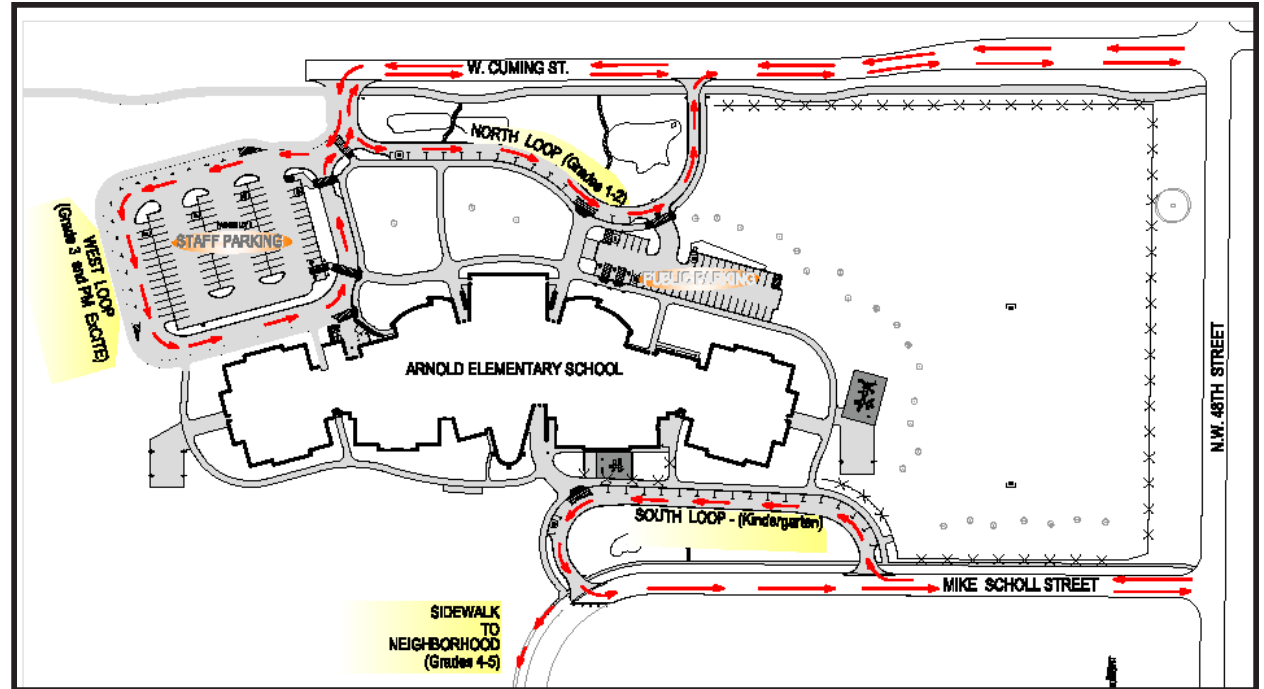 W. CUMING ST.
NORTH LOOP (Grades 1-2)
STAFF PARKING
WEST LOOP
(Grade 3 and PM. EXCITE)
PUBLIC PARKING
ARNOLD ELEMENTARY SCHOOL
N.W. 48TH STREET
SOUTH LOOP - (Kindergarten)
MIKE SCHOLL STREET
SIDEWALK
TO
NEIGHBORHOOD
(Grades 4-5)